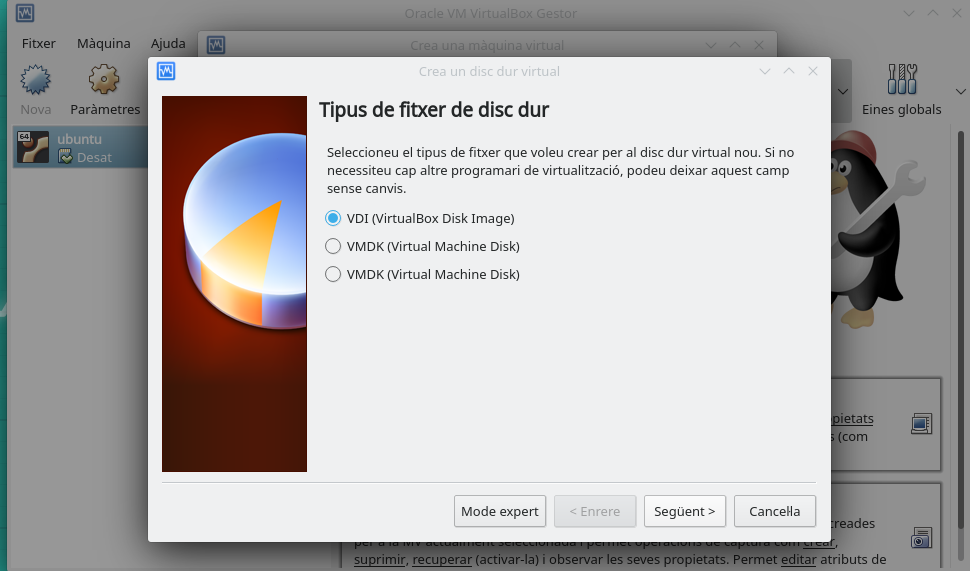 Oracle VM VirtualBox Gestor
Fitxer Màquina Ajuda
Crea una màquina virtual
Crea un disc dur virtual
Nova Paràmetres
Eines globals
64
ubuntu
Desat
Tipus de fitxer de disc dur
Seleccioneu el tipus de fitxer que voleu crear per al disc dur virtual nou. Si no
necessiteu cap altre programari de virtualització, podeu deixar aquest camp
sense canvis.
VDI (VirtualBox Disk Image)
VMDK (Virtual Machine Disk)
VMDK (Virtual Machine Disk)
(com
Mode expert < Enrere Següent > Cancel·la
creades
per a la MV actualment seleccionada i permet operacions de captura com crear,
suprimir, recuperar (activar-la) i observar les seves propietats. Permet editar atributs de